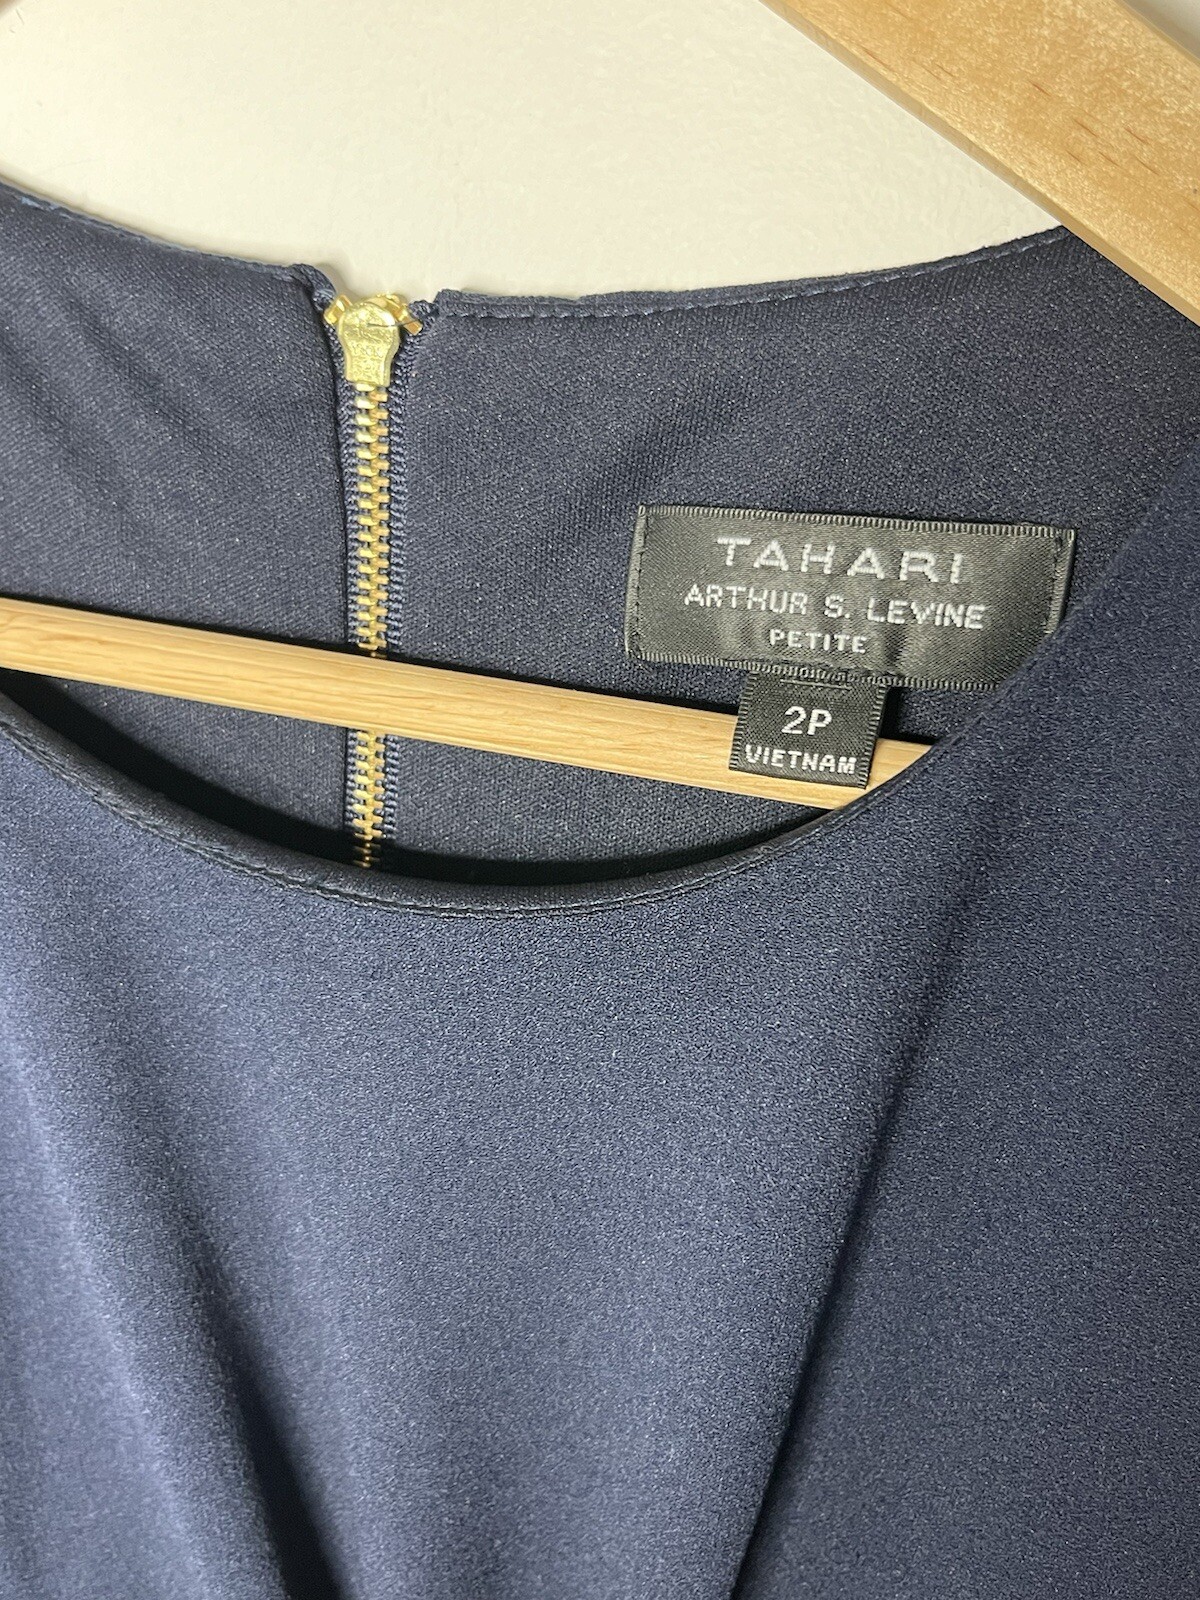 TAHARI
ARTHUR S. LEVINE
PETITE
2P
VIETNAM